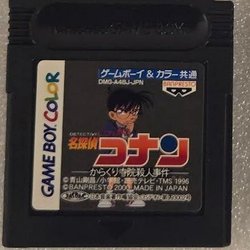 ゲームボーイ&カラー共通
DMG-A4BJ-JPN
BANPRESTO
GAME BOY COLOR
DETECTIVE
名探偵
コナン
からくり寺院殺人事件
©青山剛昌/小学館・読売テレビ・TMS 1996
©BANPRESTO 2000 MADE IN JAPAN